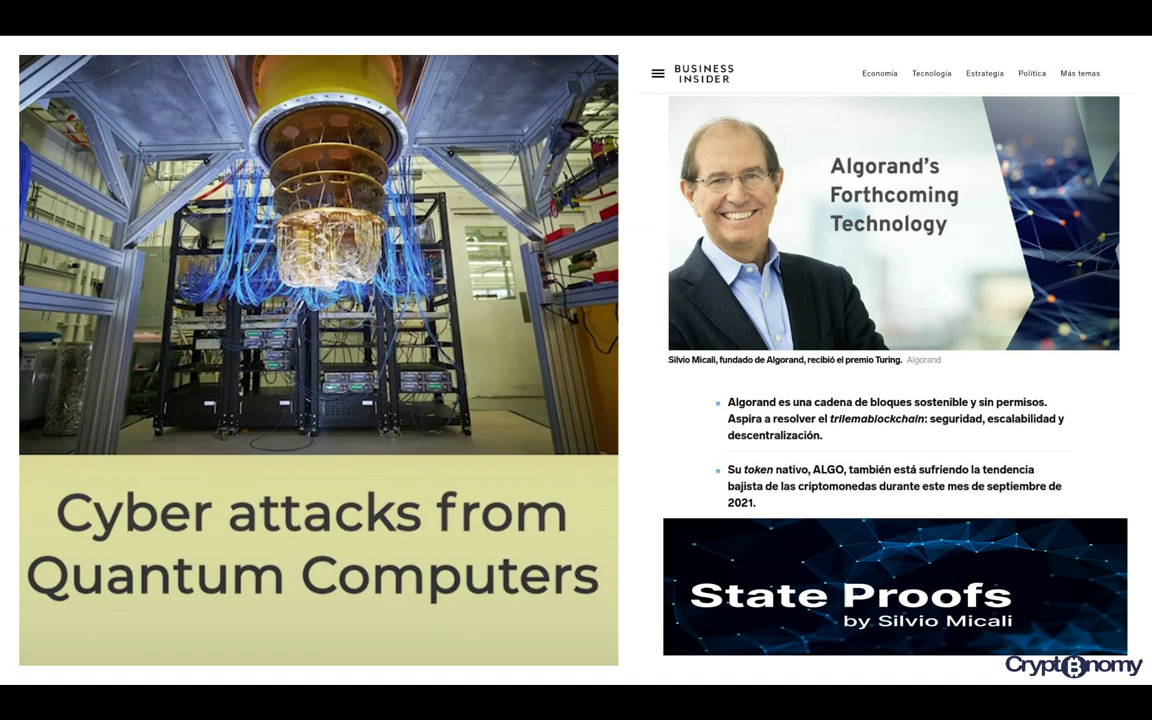 Cyber attacks from
Quantum Computers
BUSINESS
INSIDER
Economía Tecnología Estrategia Política Más temas
Algorand's
Forthcoming
Technology
Silvio Micali, fundado de Algorand, recibió el premio Turing. Algorand
Algorand es una cadena de bloques sostenible y sin permisos.
Aspira a resolver el trilemablockchain: seguridad, escalabilidad y
descentralización.
Su token nativo, ALGO, también está sufriendo la tendencia
bajista de las criptomonedas durante este mes de septiembre de
2021.
State Proofs
by Silvio Micali
Crypt₿nomy